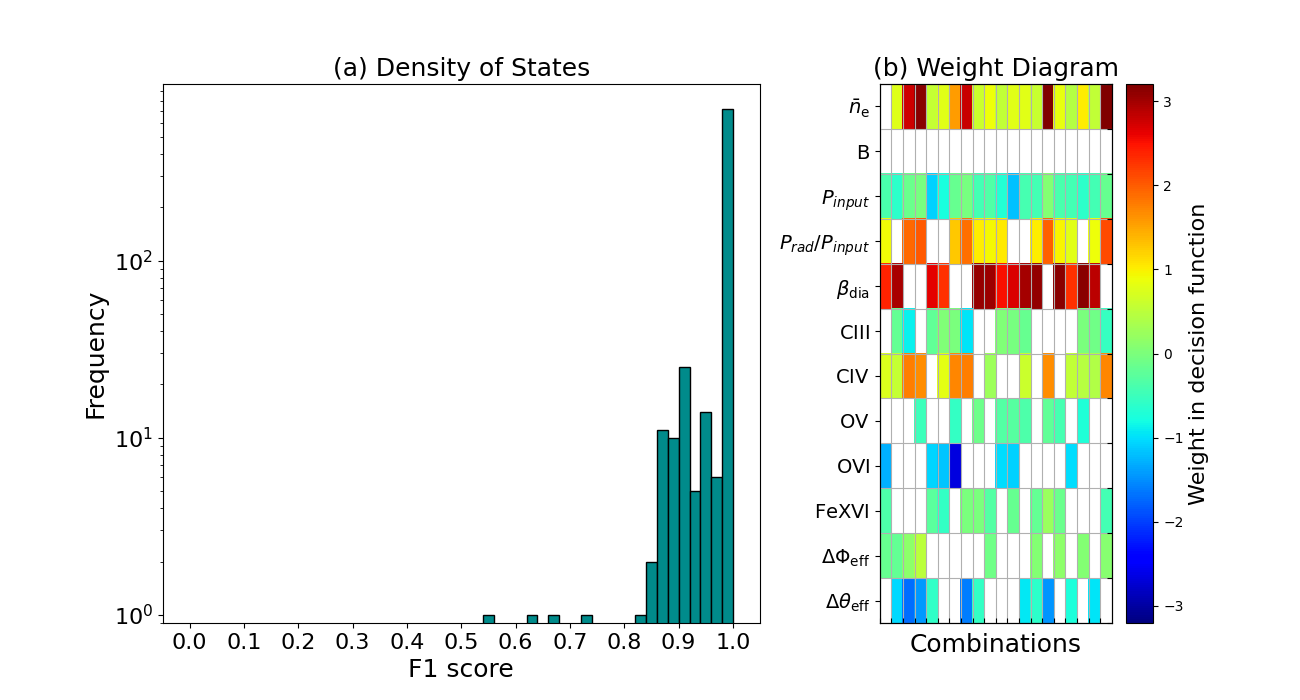 (a) Density of States
Frequency
10²
10¹
10⁰
0.0 0.1 0.2 0.3 0.4 0.5 0.6 0.7 0.8 0.9 1.0
F1 score
(b) Weight Diagram
n̄e
B
Pinput
Prad/Pinput
βdia
CIII
CIV
OV
OVI
FeXVI
ΔΦeff
Δθeff
Combinations
3
2
1
0
−1
−2
−3
Weight in decision function